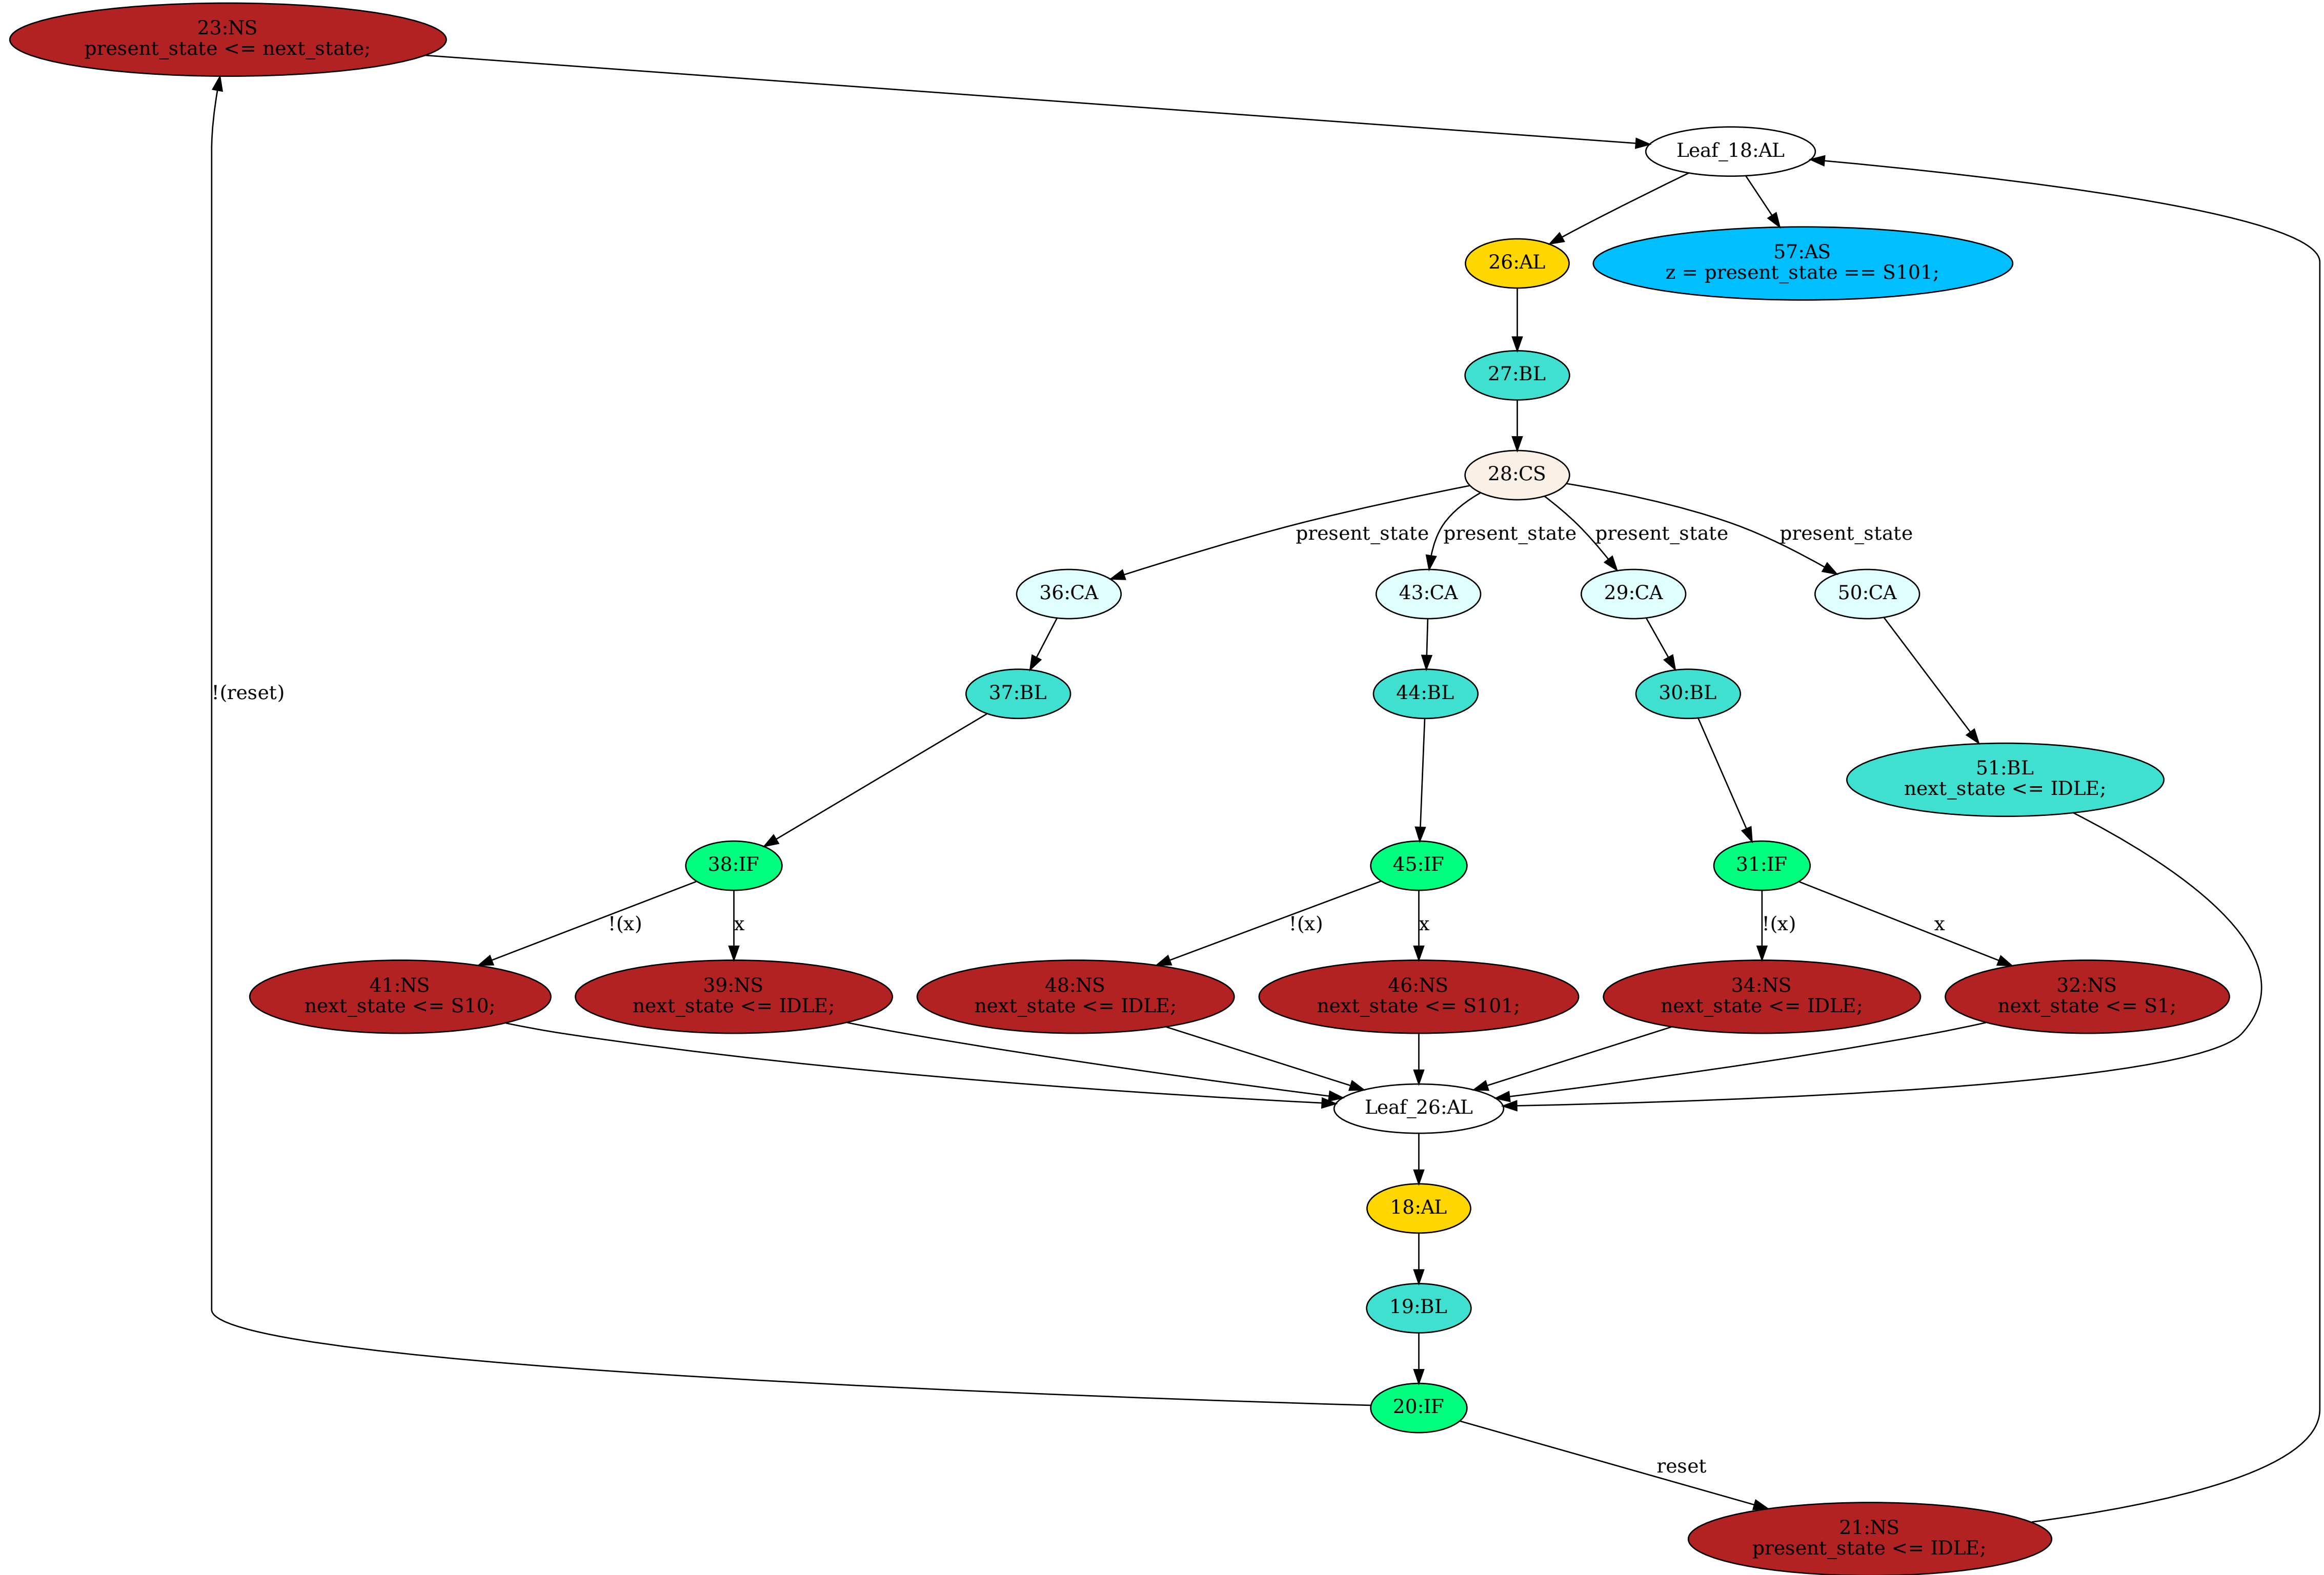 23:NS
present_state <= next_state;
Leaf_18:AL
26:AL
57:AS
z = present_state == S101;
27:BL
28:CS
present_state
present_state
present_state
present_state
36:CA
43:CA
29:CA
50:CA
!(reset)
37:BL
44:BL
30:BL
51:BL
next_state <= IDLE;
38:IF
45:IF
31:IF
!(x)
x
!(x)
x
!(x)
x
41:NS
next_state <= S10;
39:NS
next_state <= IDLE;
48:NS
next_state <= IDLE;
46:NS
next_state <= S101;
34:NS
next_state <= IDLE;
32:NS
next_state <= S1;
Leaf_26:AL
18:AL
19:BL
20:IF
reset
21:NS
present_state <= IDLE;